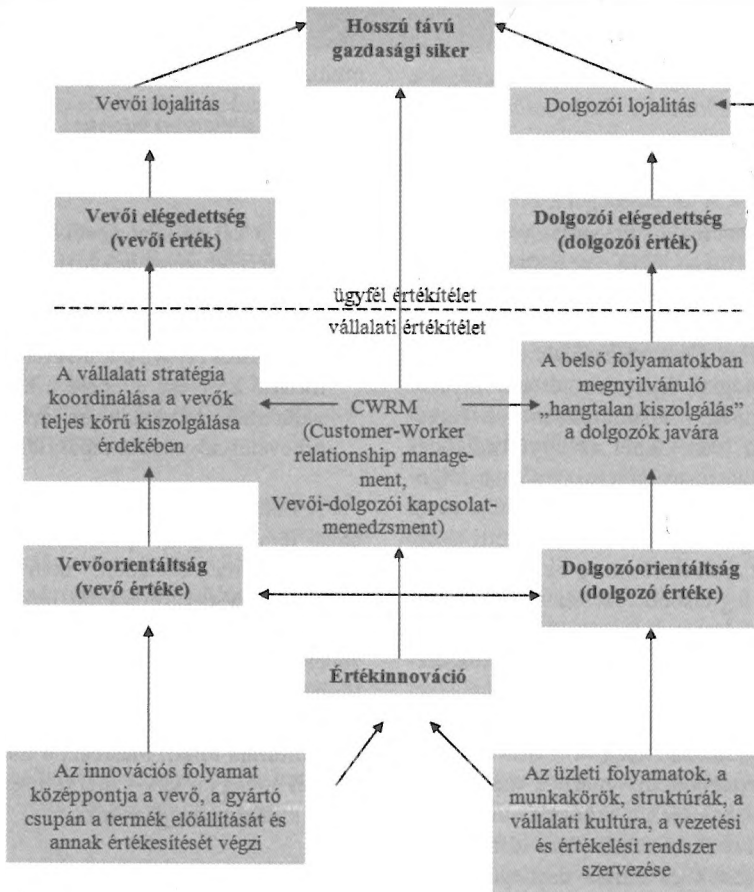 Hosszú távú
gazdasági siker
Vevői lojalitás
Dolgozói lojalitás
Vevői elégedettség
(vevői érték)
Dolgozói elégedettség
(dolgozói érték)
ügyfél értékítélet
vállalati értékítélet
A vállalati stratégia
koordinálása a vevők
teljes körű kiszolgálása
érdekében
CWRM
(Customer-Worker
relationship manage-
ment,
Vevői-dolgozói kapcsolat-
menedzsment)
A belső folyamatokban
megnyilvánuló
„hangtalan kiszolgálás”
a dolgozók javára
Vevőorientáltság
(vevő értéke)
Dolgozóorientáltság
(dolgozó értéke)
Értékinnováció
Az innovációs folyamat
középpontja a vevő, a gyártó
csupán a termék előállítását és
annak értékesítését végzi
Az üzleti folyamatok, a
munkakörök, struktúrák, a
vállalati kultúra, a vezetési
és értékelési rendszer
szervezése